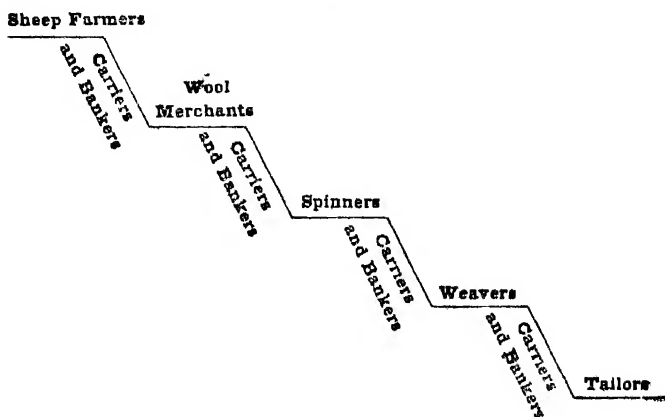 Sheep Farmers
Carriers
and Bankers
Wool
Merchants
Carriers
and Bankers
Spinners
Carriers
and Bankers
Weavers
Carriers
and Bankers
Tailors